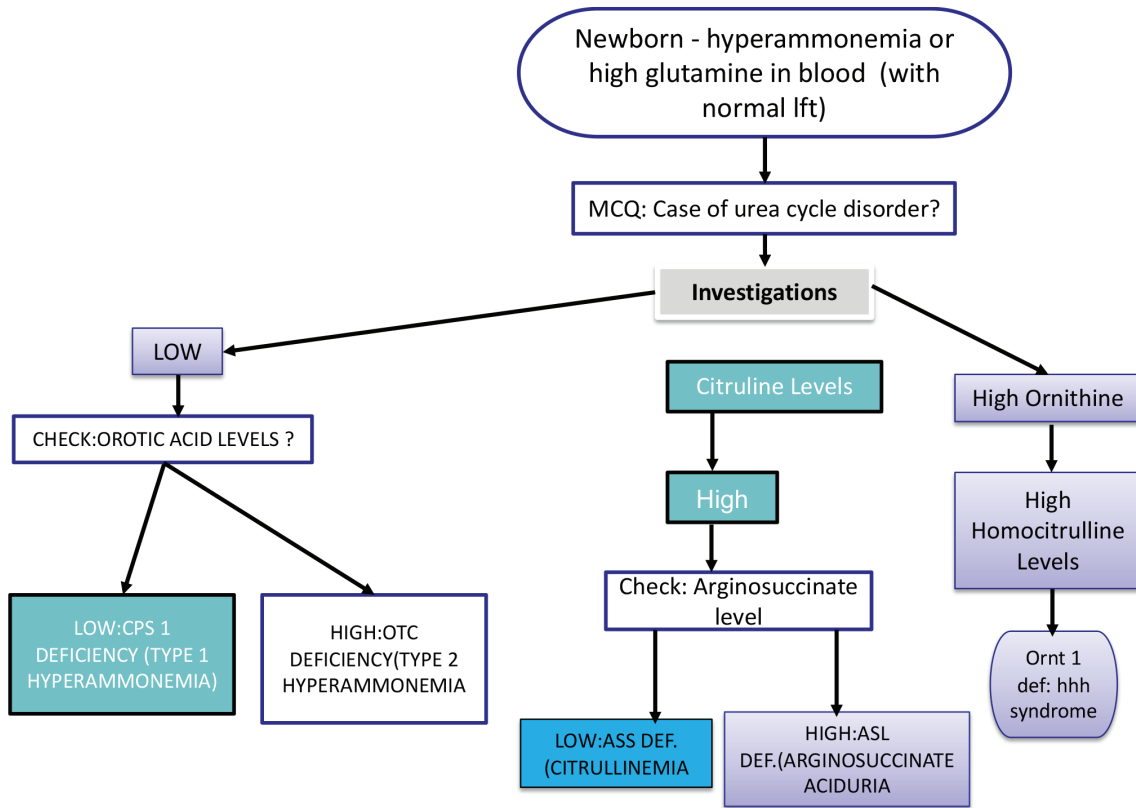 Newborn - hyperammonemia or
high glutamine in blood (with
normal lft)
MCQ: Case of urea cycle disorder?
Investigations
LOW
CHECK:OROTIC ACID LEVELS ?
LOW:CPS 1
DEFICIENCY (TYPE 1
HYPERAMMONEMIA)
HIGH:OTC
DEFICIENCY(TYPE 2
HYPERAMMONEMIA
Citruline Levels
High
Check: Arginosuccinate
level
LOW:ASS DEF.
(CITRULLINEMIA
HIGH:ASL
DEF.(ARGINOSUCCINATE
ACIDURIA
High Ornithine
High
Homocitrulline
Levels
Ornt 1
def: hhh
syndrome